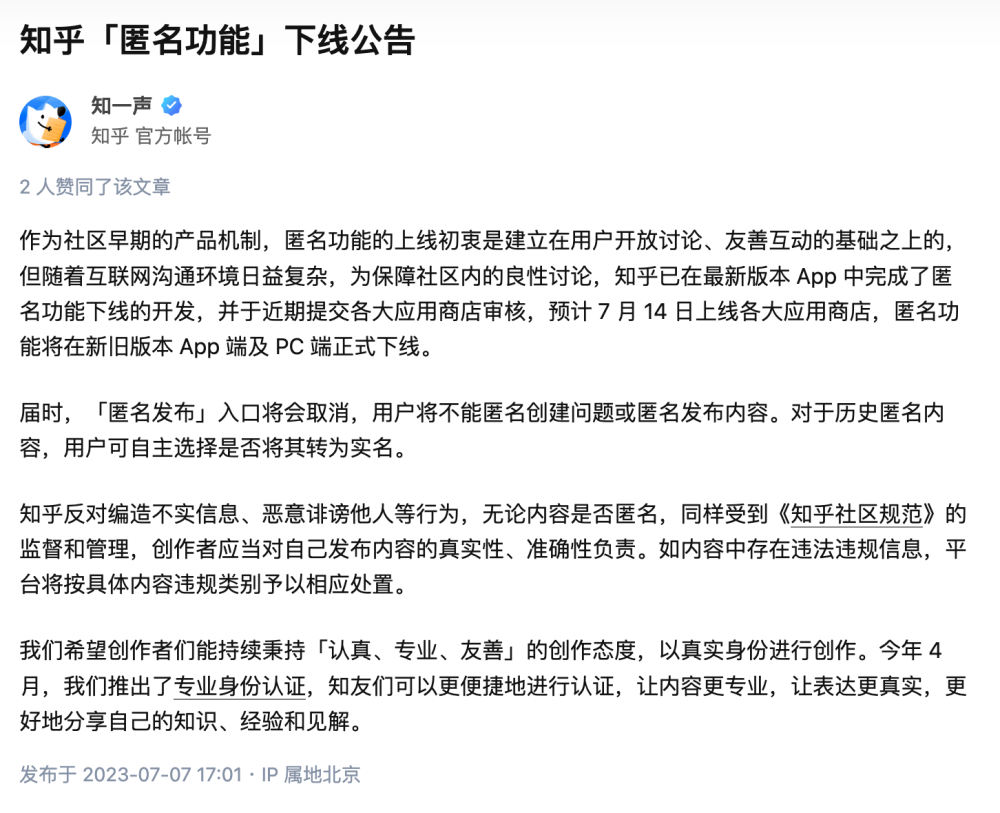 知乎「匿名功能」下线公告
知一声
知乎 官方帐号
2 人赞同了该文章
作为社区早期的产品机制，匿名功能的上线初衷是建立在用户开放讨论、友善互动的基础之上的，
但随着互联网沟通环境日益复杂，为保障社区内的良性讨论，知乎已在最新版本 App 中完成了匿
名功能下线的开发，并于近期提交各大应用商店审核，预计 7 月 14 日上线各大应用商店，匿名功
能将在新旧版本 App 端及 PC 端正式下线。
届时，「匿名发布」入口将会取消，用户将不能匿名创建问题或匿名发布内容。对于历史匿名内
容，用户可自主选择是否将其转为实名。
知乎反对编造不实信息、恶意诽谤他人等行为，无论内容是否匿名，同样受到《知乎社区规范》的
监督和管理，创作者应当对自己发布内容的真实性、准确性负责。如内容中存在违法违规信息，平
台将按具体内容违规类别予以相应处置。
我们希望创作者们能持续秉持「认真、专业、友善」的创作态度，以真实身份进行创作。今年 4
月，我们推出了专业身份认证，知友们可以更便捷地进行认证，让内容更专业，让表达更真实，更
好地分享自己的知识、经验和见解。
发布于 2023-07-07 17:01 · IP 属地北京